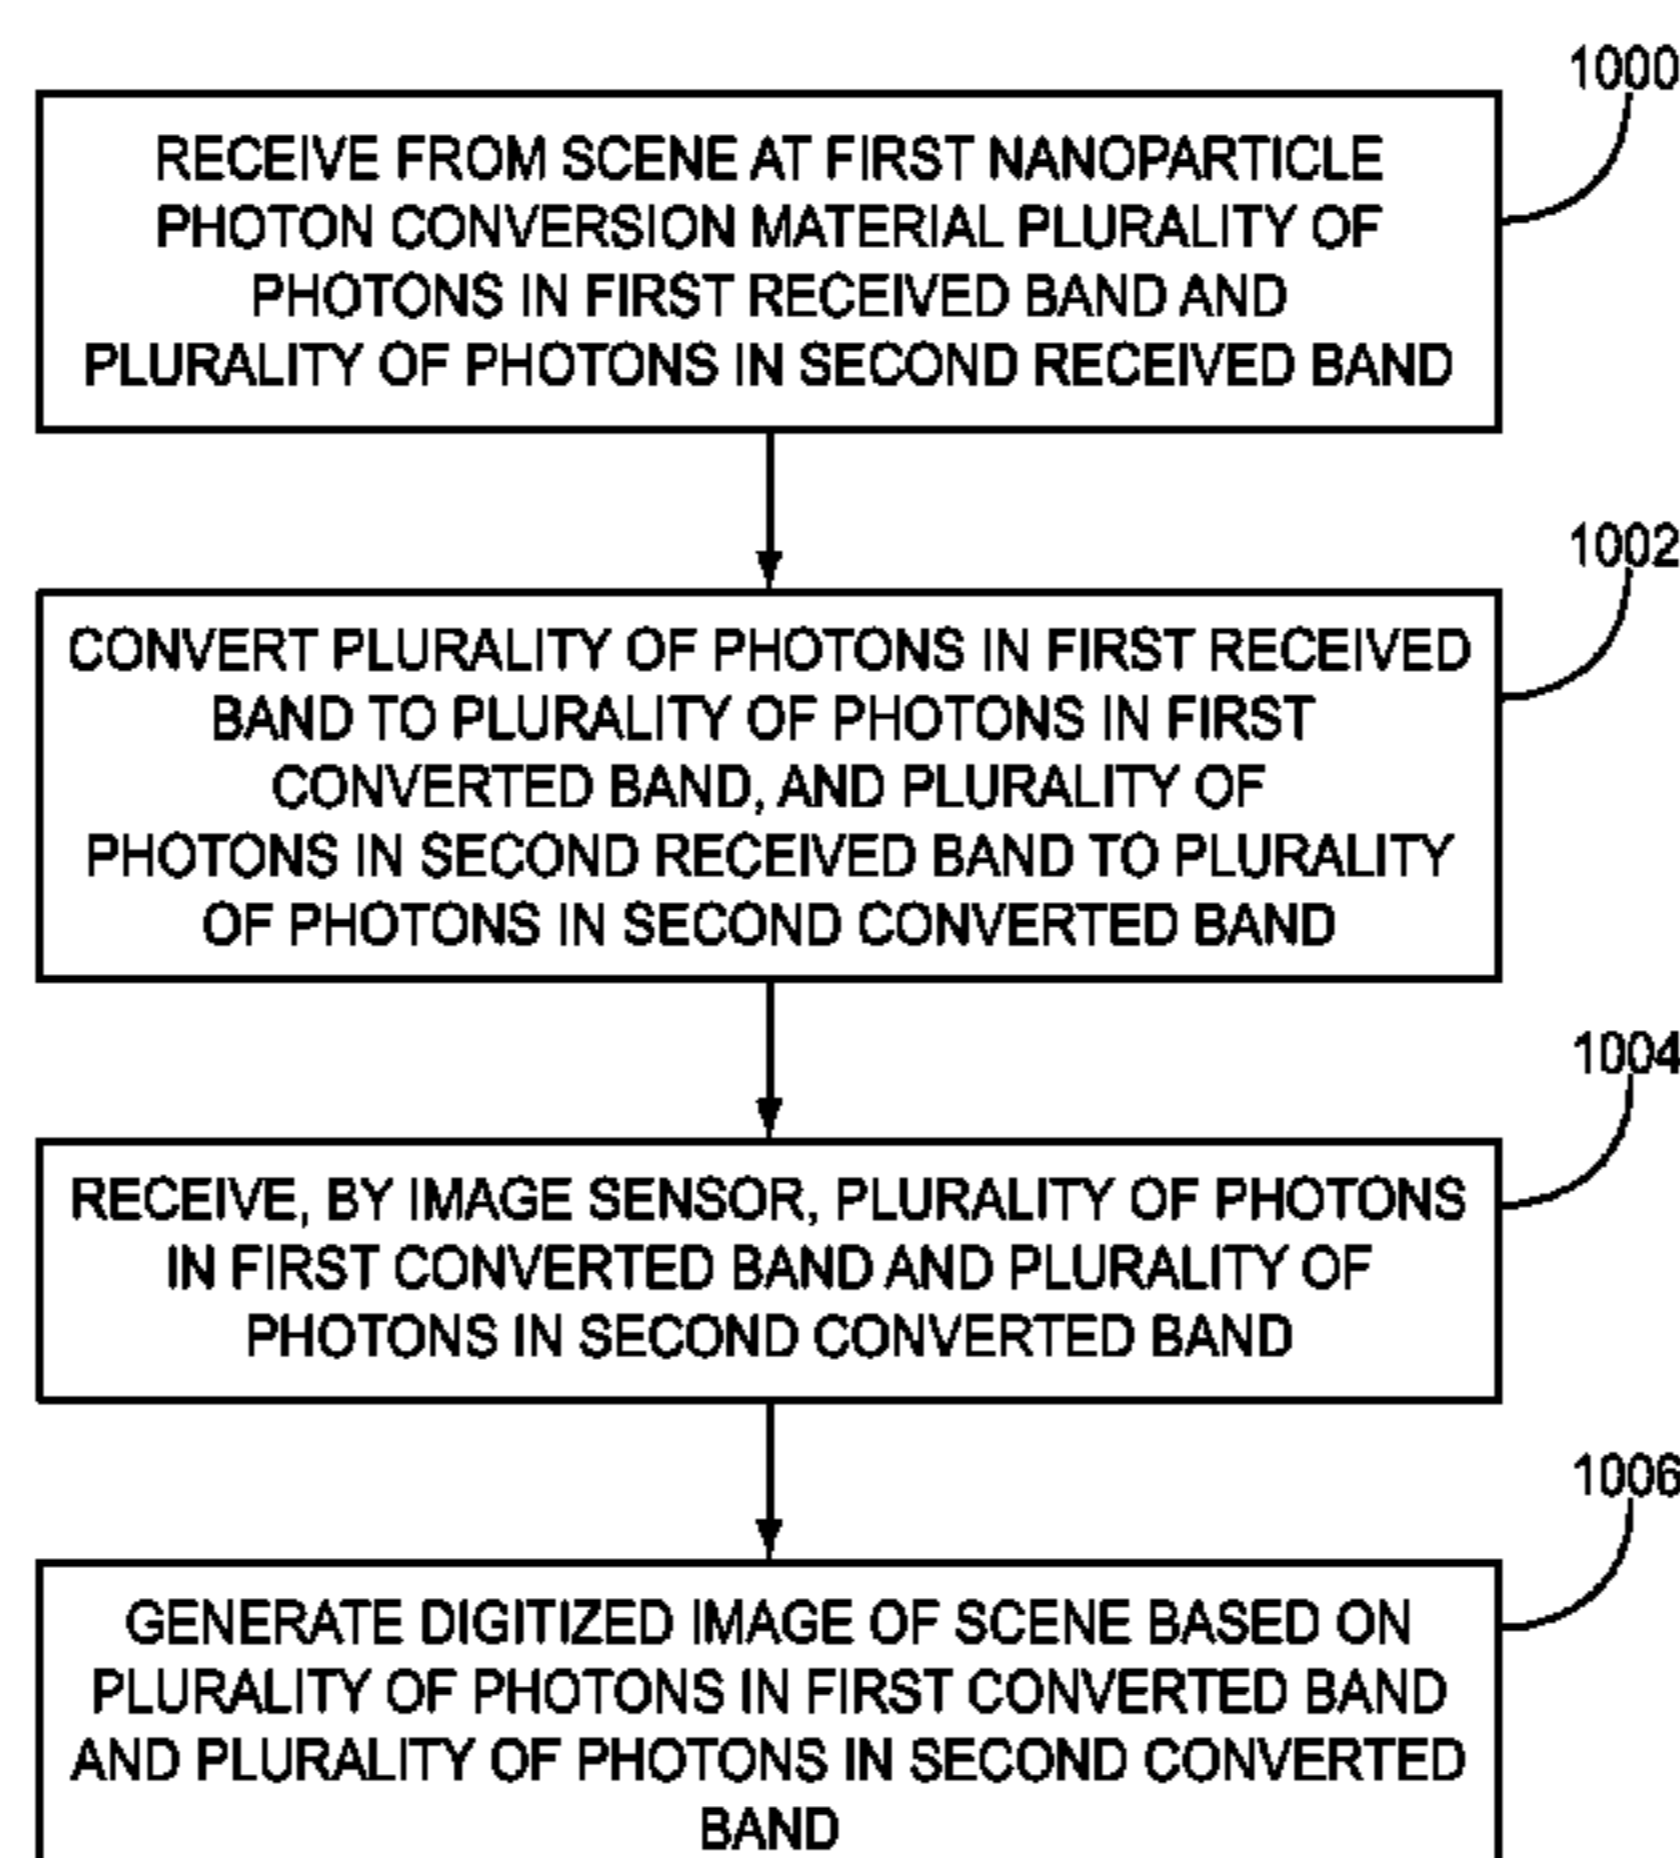 1000
RECEIVE FROM SCENE AT FIRST NANOPARTICLE
PHOTON CONVERSION MATERIAL PLURALITY OF
PHOTONS IN FIRST RECEIVED BAND AND
PLURALITY OF PHOTONS IN SECOND RECEIVED BAND
1002
CONVERT PLURALITY OF PHOTONS IN FIRST RECEIVED
BAND TO PLURALITY OF PHOTONS IN FIRST
CONVERTED BAND, AND PLURALITY OF
PHOTONS IN SECOND RECEIVED BAND TO PLURALITY
OF PHOTONS IN SECOND CONVERTED BAND
1004
RECEIVE, BY IMAGE SENSOR, PLURALITY OF PHOTONS
IN FIRST CONVERTED BAND AND PLURALITY OF
PHOTONS IN SECOND CONVERTED BAND
1006
GENERATE DIGITIZED IMAGE OF SCENE BASED ON
PLURALITY OF PHOTONS IN FIRST CONVERTED BAND
AND PLURALITY OF PHOTONS IN SECOND CONVERTED
BAND